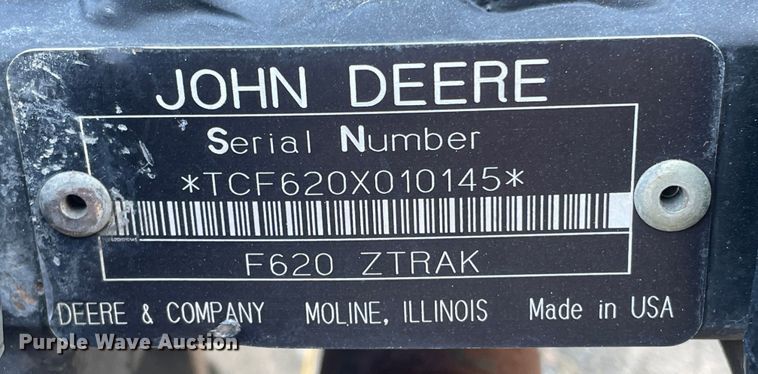 JOHN DEERE
Serial Number
*TCF620X010145*
F620 ZTRAK
DEERE & COMPANY MOLINE, ILLINOIS Made in USA
Purple Wave Auction